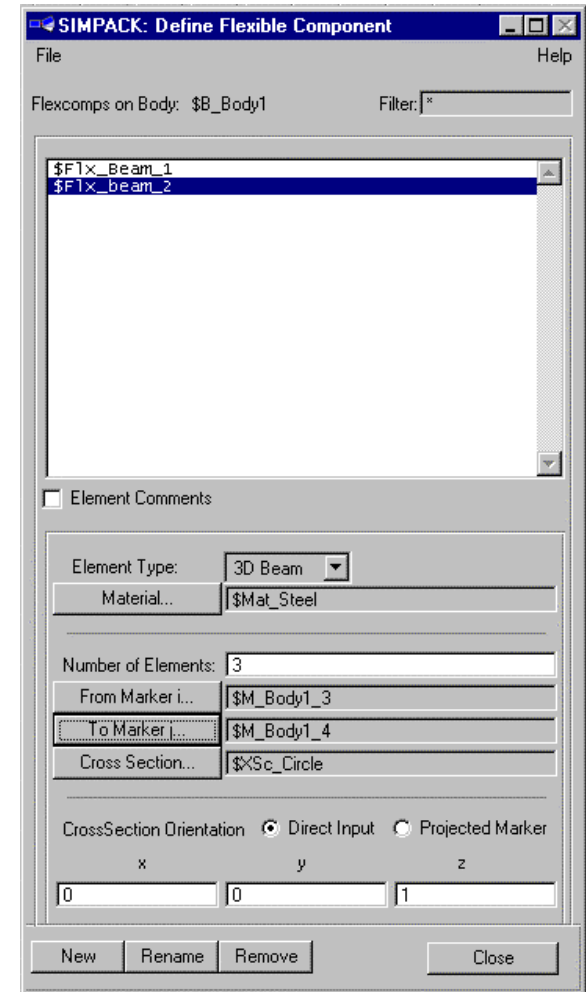 SIMPACK: Define Flexible Component
File Help
Flexcomps on Body: $B_Body1 Filter: *
$Flx_Beam_1
$Flx_beam_2
Element Comments
Element Type: 3D Beam
Material... $Mat_Steel
Number of Elements: 3
From Marker i... $M_Body1_3
To Marker j... $M_Body1_4
Cross Section... $XSc_Circle
CrossSection Orientation Direct Input Projected Marker
x y z
0 0 1
New Rename Remove Close